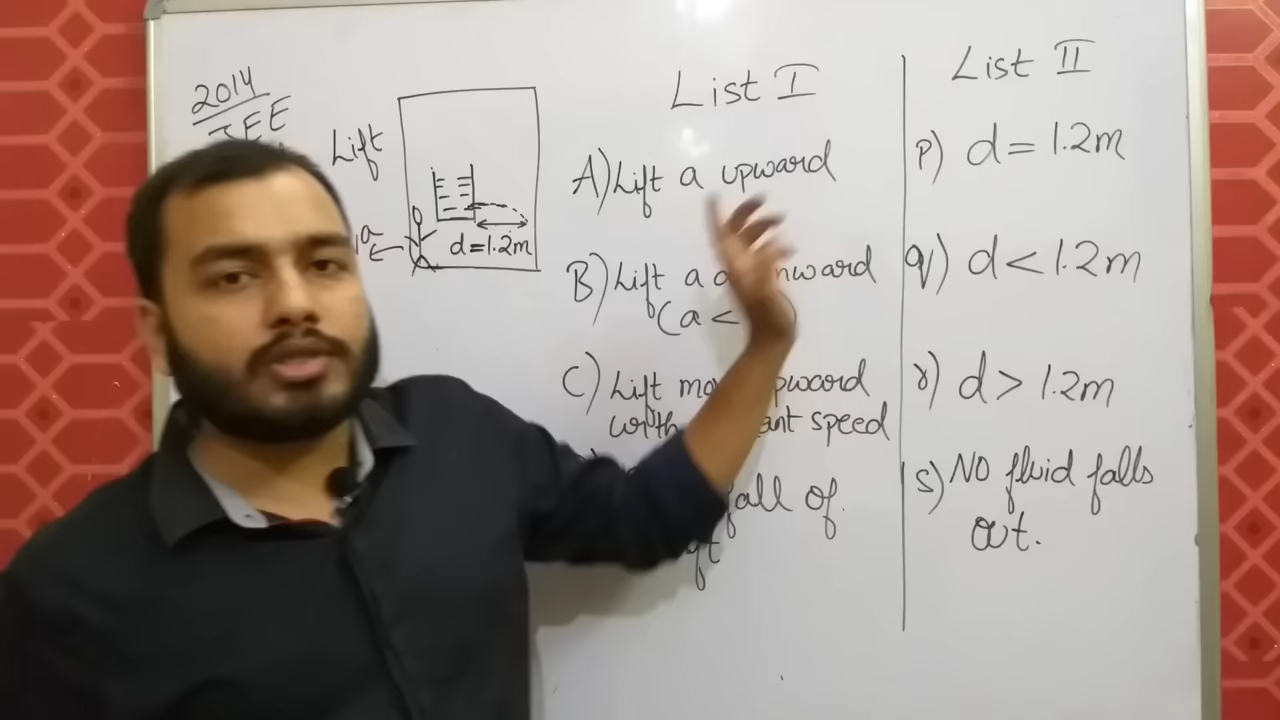 2014
JEE
Lift
a
d=1.2m
List I
A) Lift a upward
B) Lift a
(a <
C) Lift
speed
fall of
List II
p) d = 1.2m
q) d < 1.2m
r) d > 1.2m
s) No fluid falls
out.